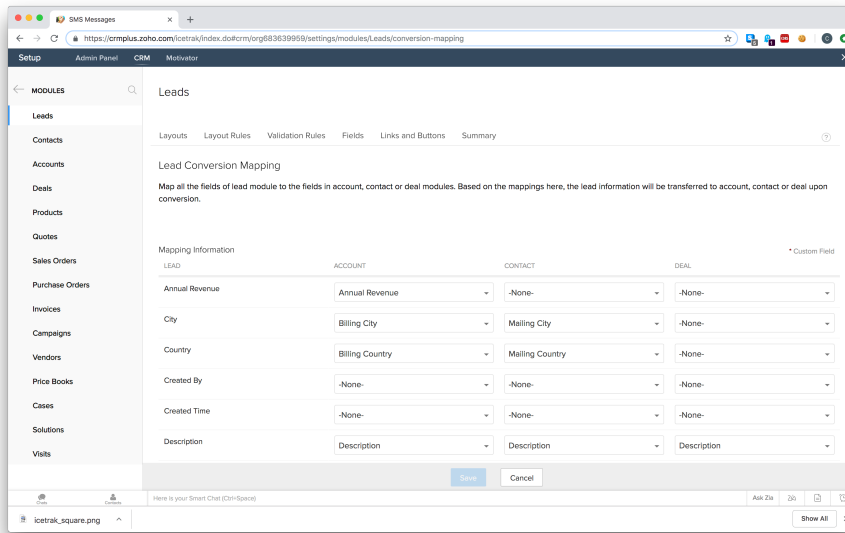 SMS Messages
https://crmplus.zoho.com/icetrak/index.do#crm/org683639959/settings/modules/Leads/conversion-mapping
Setup Admin Panel CRM Motivator
MODULES
Leads
Contacts
Accounts
Deals
Products
Quotes
Sales Orders
Purchase Orders
Invoices
Campaigns
Vendors
Price Books
Cases
Solutions
Visits
Leads
Layouts Layout Rules Validation Rules Fields Links and Buttons Summary
Lead Conversion Mapping
Map all the fields of lead module to the fields in account, contact or deal modules. Based on the mappings here, the lead information will be transferred to account, contact or deal upon
conversion.
Mapping Information * Custom Field
LEAD ACCOUNT CONTACT DEAL
Annual Revenue Annual Revenue -None- -None-
City Billing City Mailing City -None-
Country Billing Country Mailing Country -None-
Created By -None- -None- -None-
Created Time -None- -None- -None-
Description Description Description Description
Save Cancel
Chats Contacts Here is your Smart Chat (Ctrl+Space) Ask Zia
icetrak_square.png Show All